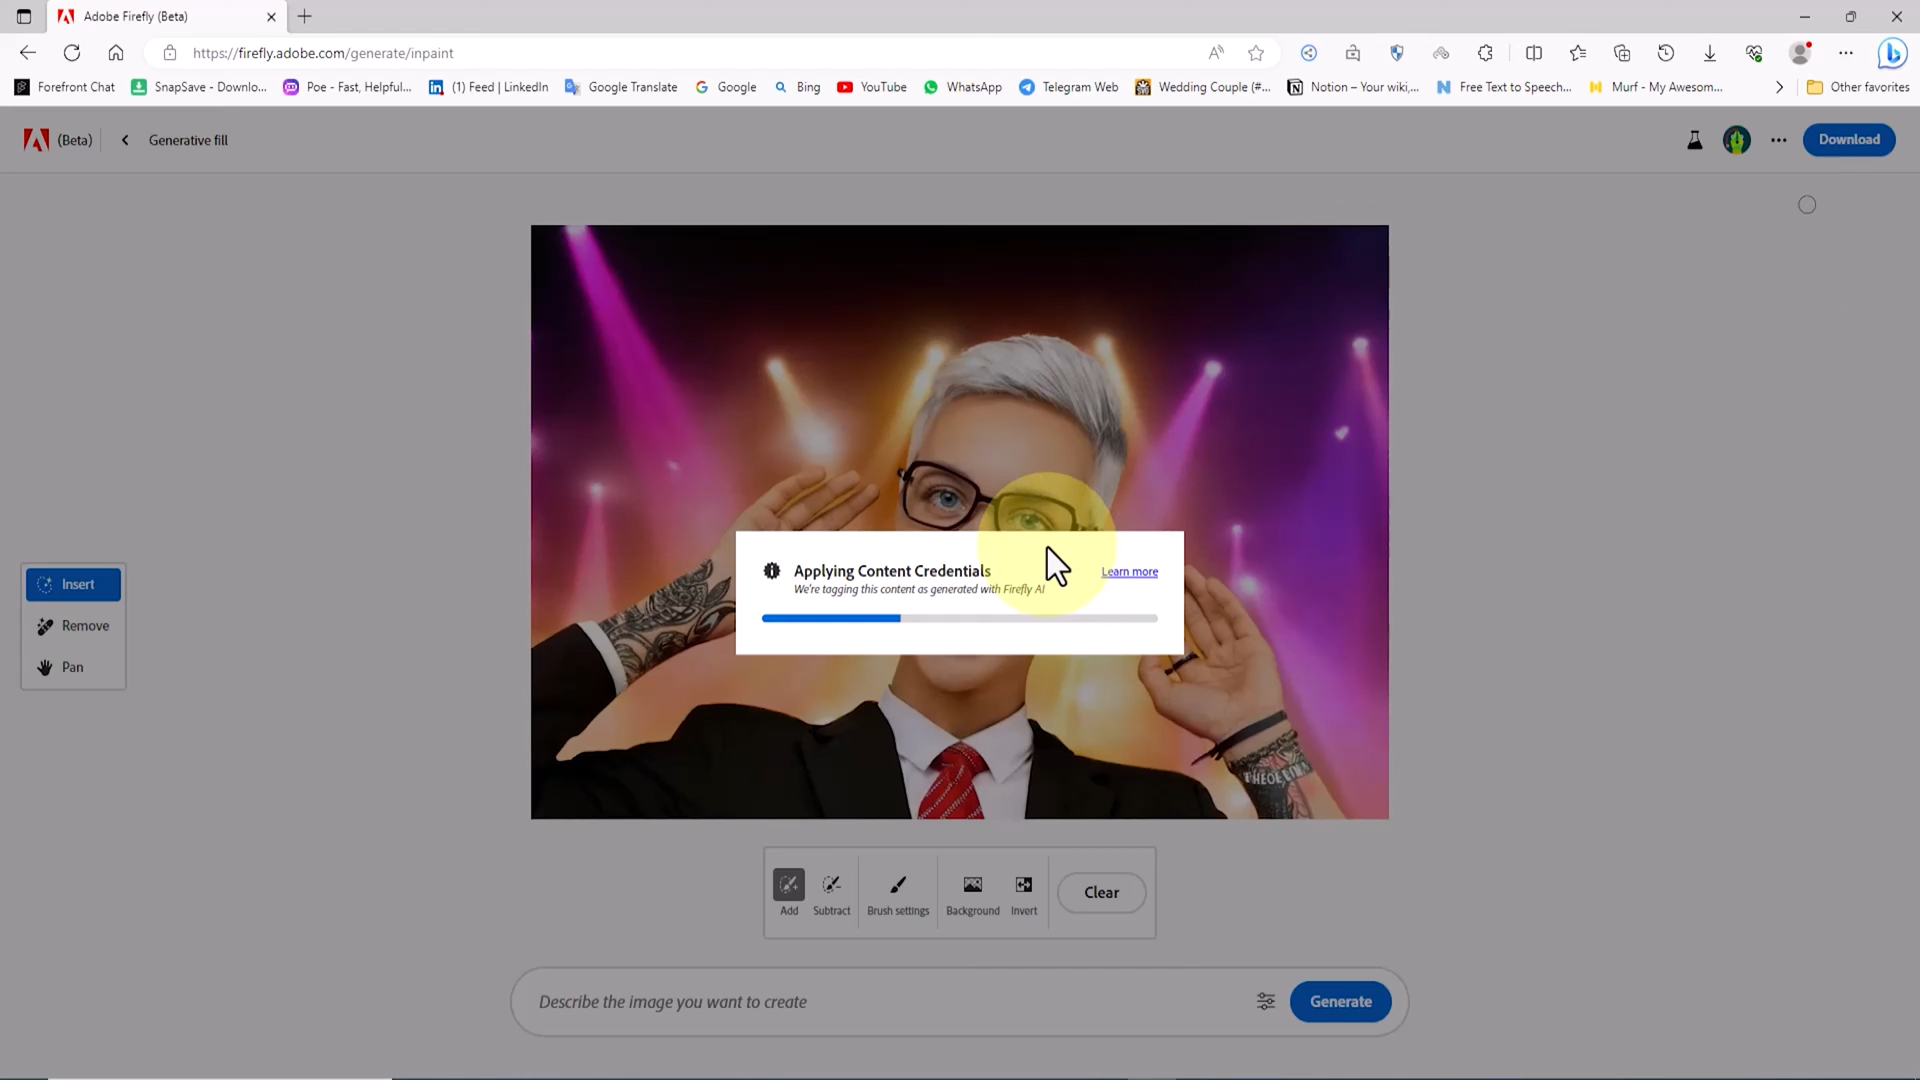 Adobe Firefly (Beta)
https://firefly.adobe.com/generate/inpaint
Forefront Chat
SnapSave - Downlo...
Poe - Fast, Helpful...
(1) Feed | LinkedIn
Google Translate
Google
Bing
YouTube
WhatsApp
Telegram Web
Wedding Couple (#...
Notion – Your wiki,...
Free Text to Speech...
Murf - My Awesom...
Other favorites
(Beta)
Generative fill
Download
Insert
Remove
Pan
Applying Content Credentials
Learn more
We're tagging this content as generated with Firefly AI
Add
Subtract
Brush settings
Background
Invert
Clear
Describe the image you want to create
Generate